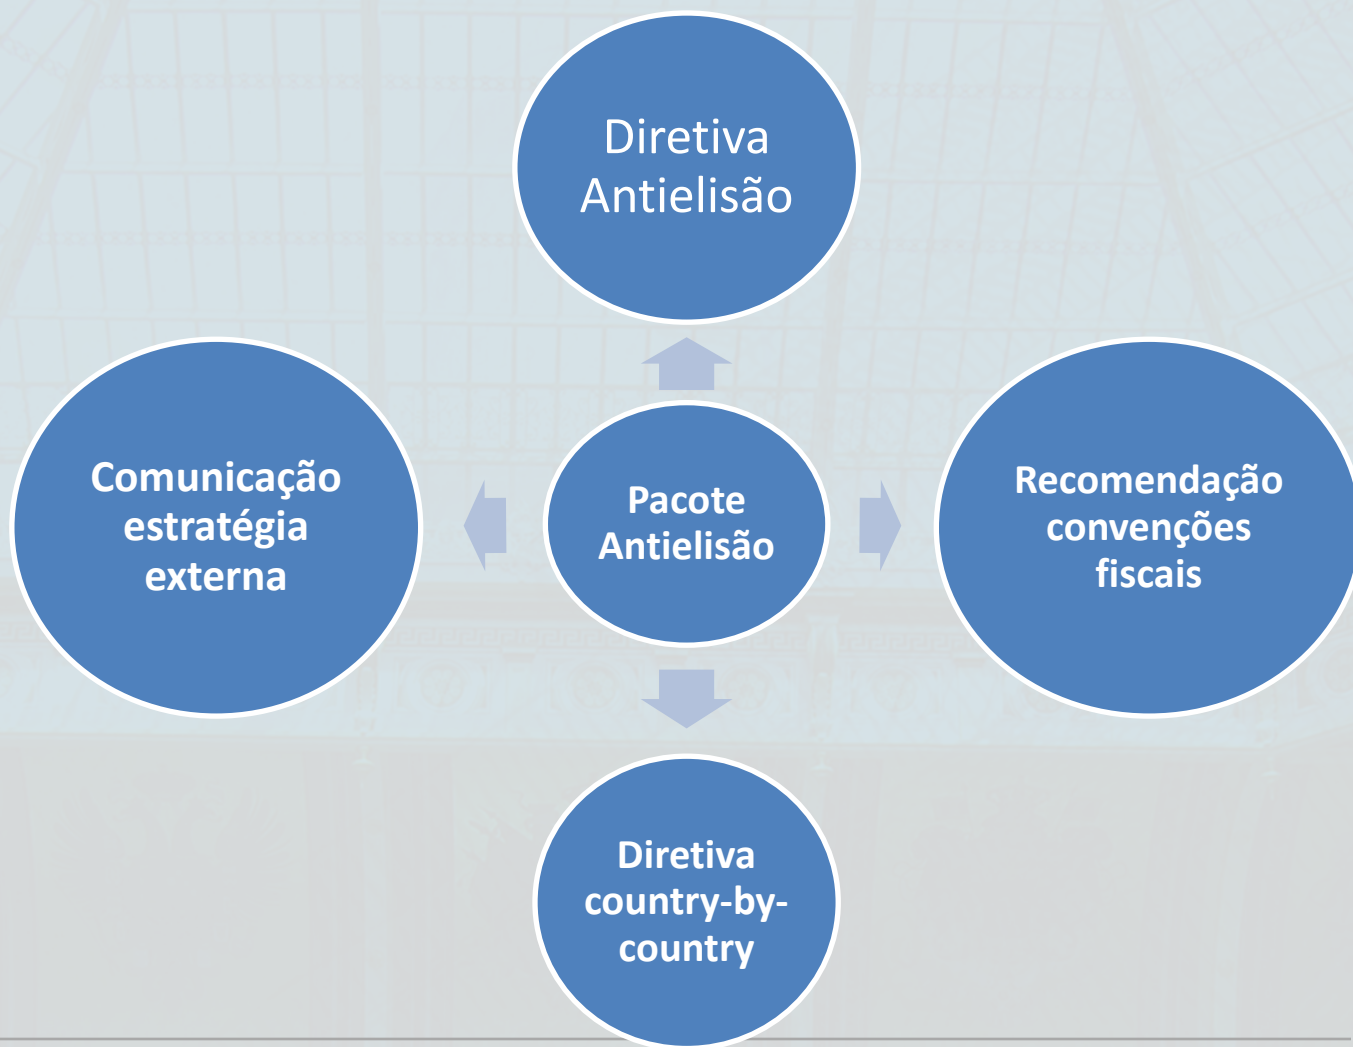 Diretiva
Antielisão
Comunicação
estratégia
externa
Pacote
Antielisão
Recomendação
convenções
fiscais
Diretiva
country-by-
country